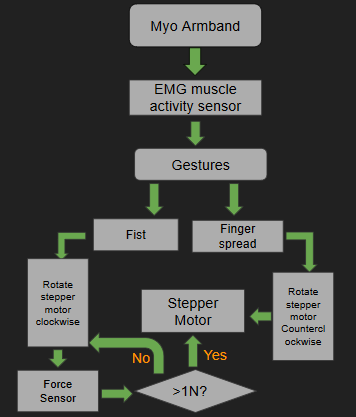 Myo Armband
EMG muscle
activity sensor
Gestures
Fist
Finger
spread
Rotate
stepper
motor
clockwise
Stepper
Motor
Rotate
stepper
motor
Countercl
ockwise
No
Yes
Force
Sensor
>1N?